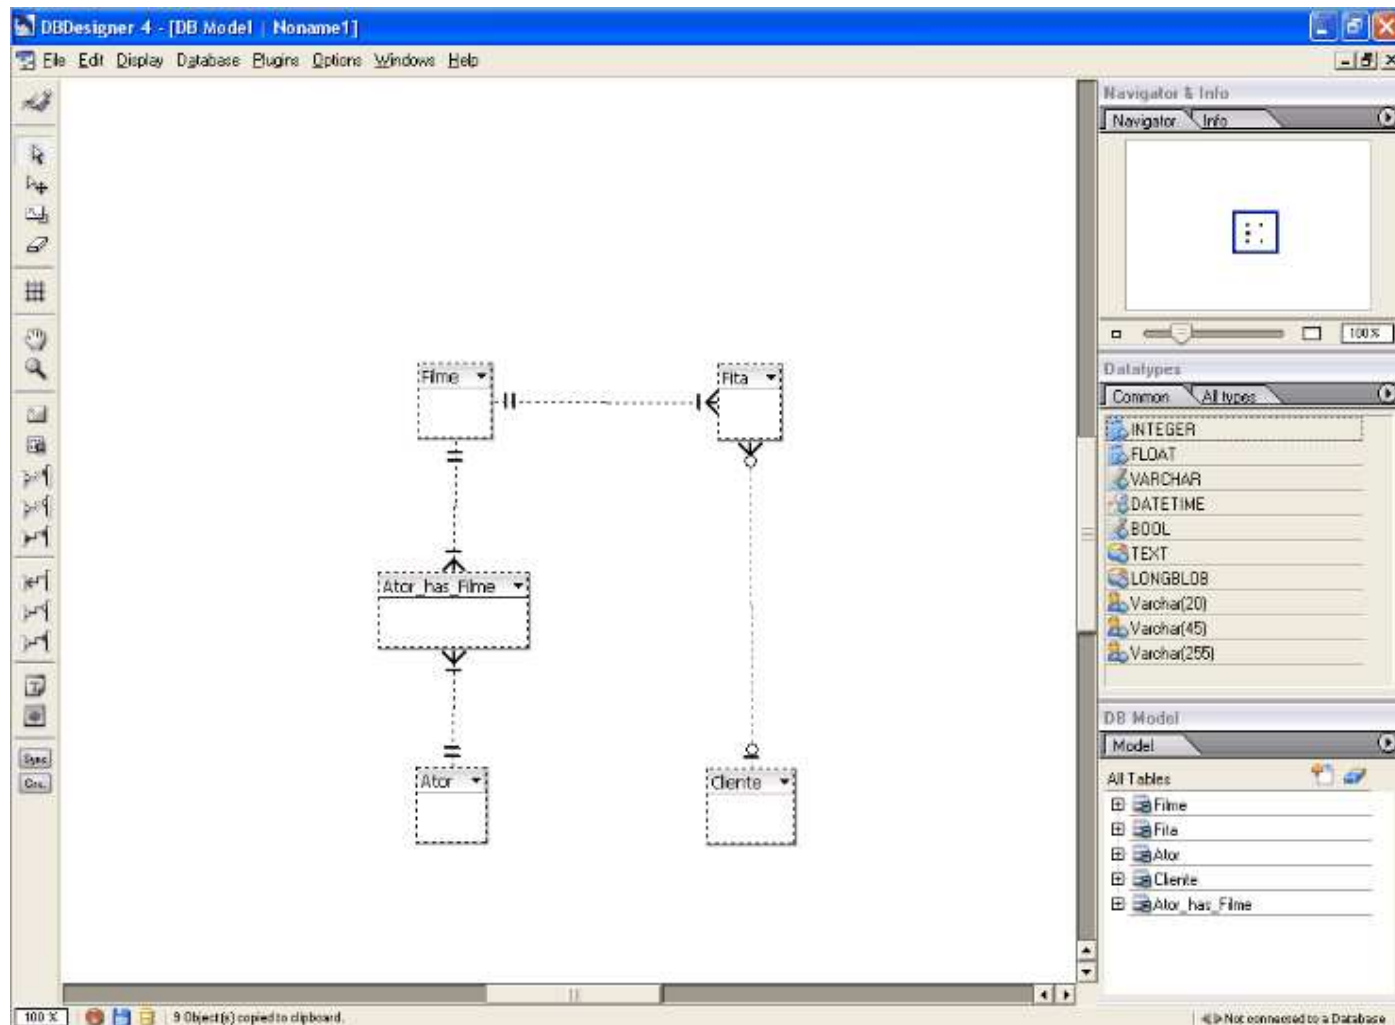 DBDesigner 4 - [DB Model | Noname1]
File Edit Display Database Plugins Options Windows Help
Navigator & Info
Navigator Info
100%
Datatypes
Common All types
INTEGER
FLOAT
VARCHAR
DATETIME
BOOL
TEXT
LONGBLOB
Varchar(20)
Varchar(45)
Varchar(255)
DB Model
Model
All Tables
Filme
Fita
Ator
Cliente
Ator_has_Filme
Filme
Fita
Ator_has_Filme
Ator
Cliente
Sync
100 %
9 Object(s) copied to clipboard.
Not connected to a Database